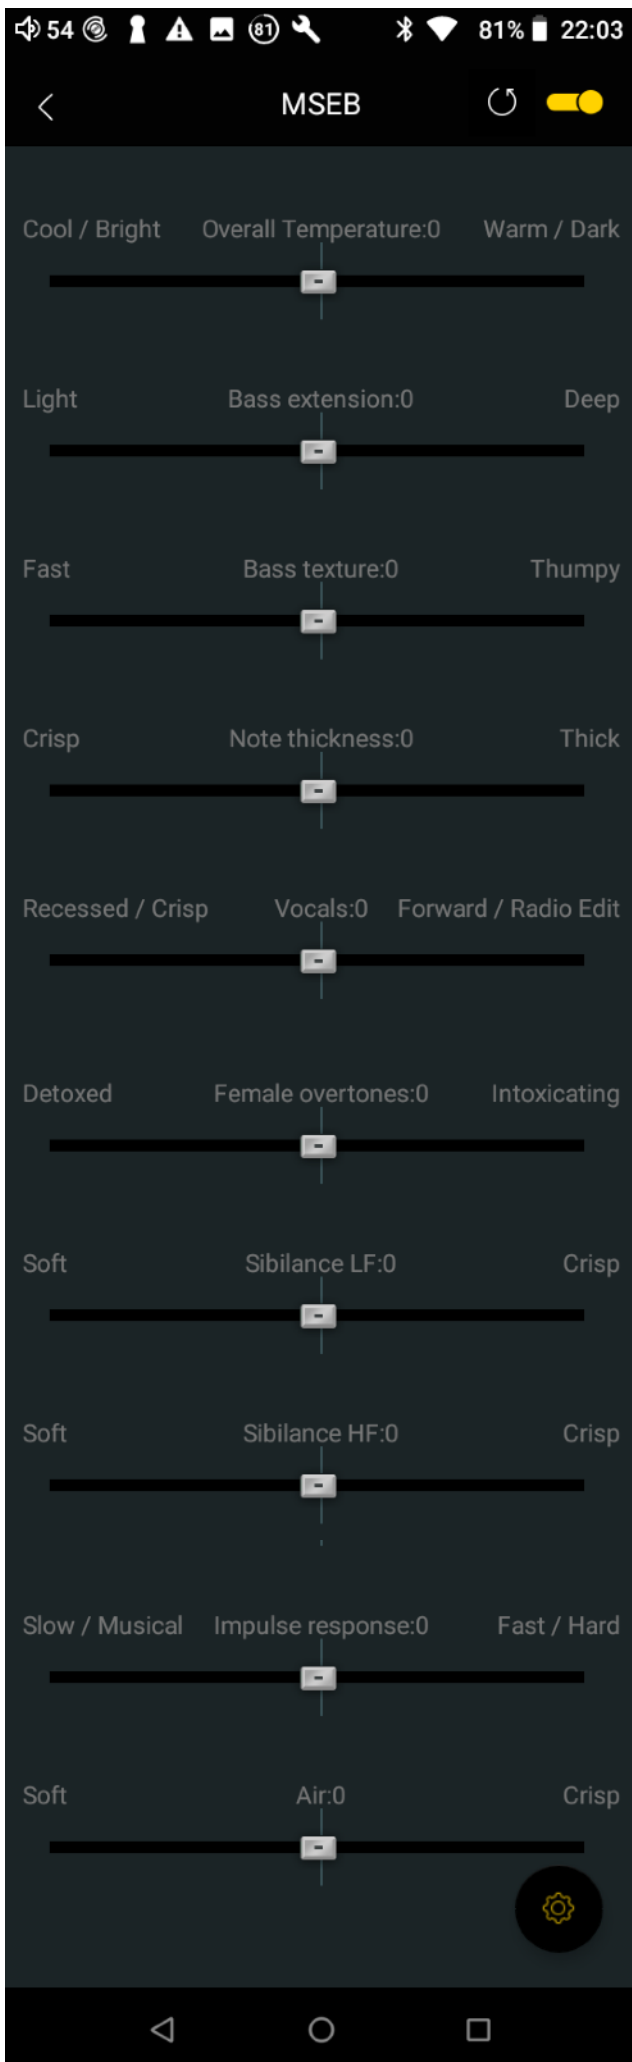 54 81 81% 22:03
MSEB
Cool / Bright Overall Temperature:0 Warm / Dark
Light Bass extension:0 Deep
Fast Bass texture:0 Thumpy
Crisp Note thickness:0 Thick
Recessed / Crisp Vocals:0 Forward / Radio Edit
Detoxed Female overtones:0 Intoxicating
Soft Sibilance LF:0 Crisp
Soft Sibilance HF:0 Crisp
Slow / Musical Impulse response:0 Fast / Hard
Soft Air:0 Crisp